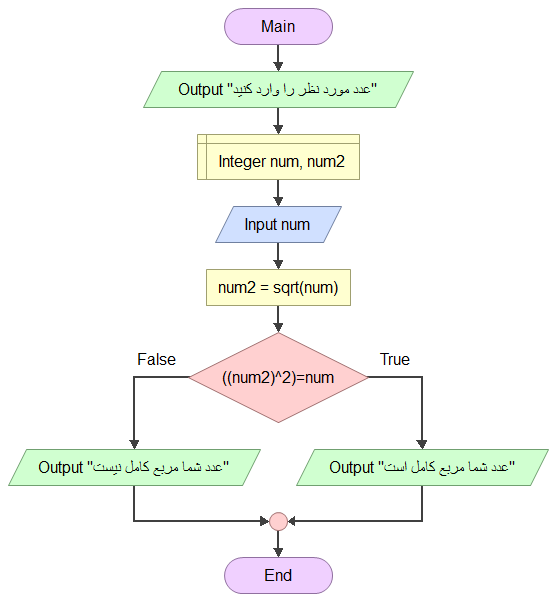 Main
Output "عدد مورد نظر را وارد کنید"
Integer num, num2
Input num
num2 = sqrt(num)
((num2)^2)=num
False
True
Output "عدد شما مربع کامل نیست"
Output "عدد شما مربع کامل است"
End